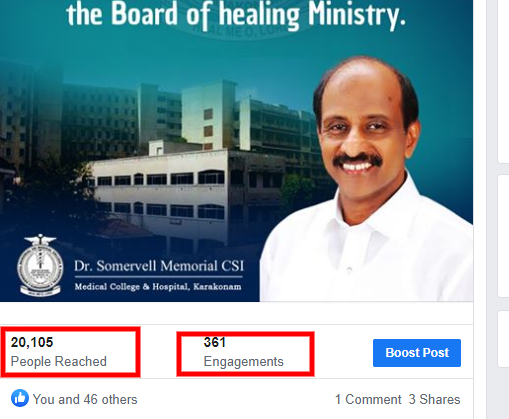 the Board of healing Ministry.
Dr. Somervell Memorial CSI
Medical College & Hospital, Karakonam
20,105
People Reached
361
Engagements
Boost Post
You and 46 others
1 Comment 3 Shares